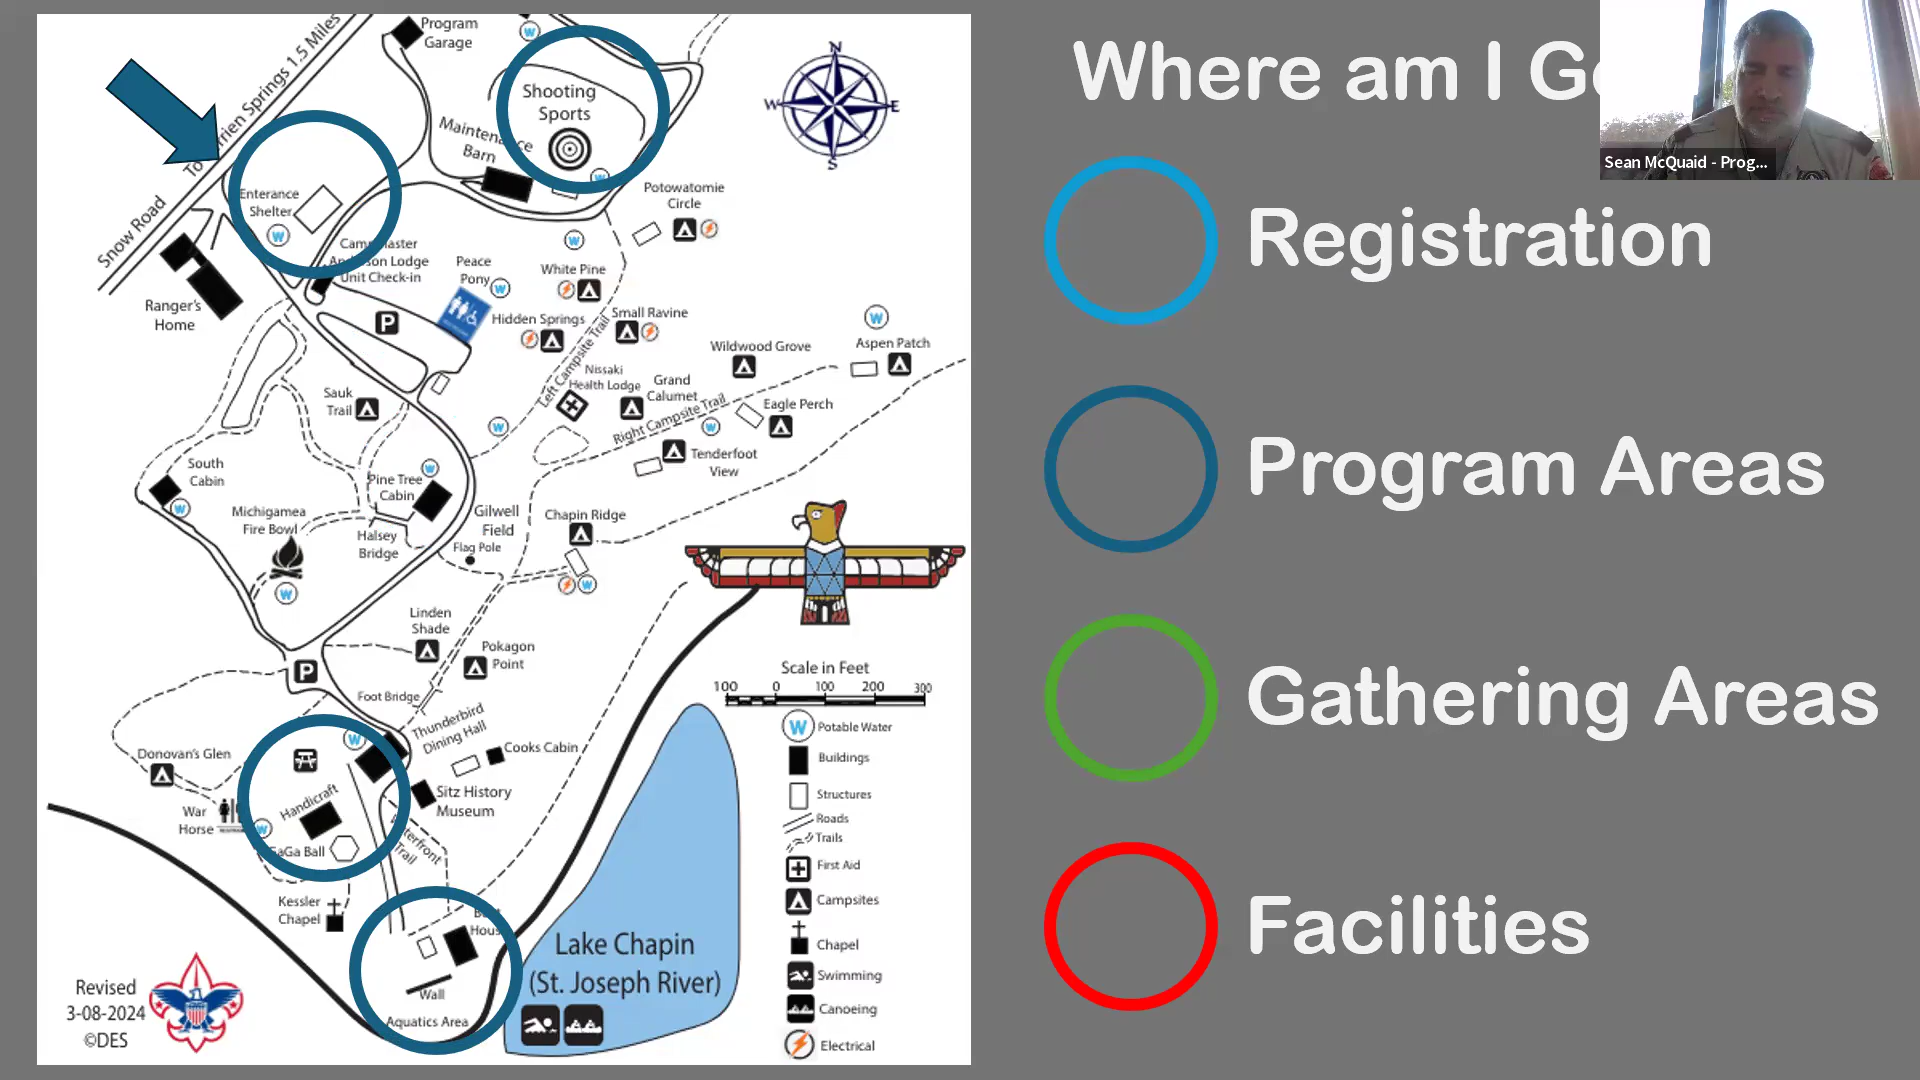 Where am I G
Sean McQuaid - Prog...
Registration
Program Areas
Gathering Areas
Facilities
Program
Garage
To
rrien Springs 1.5 Miles
Snow Road
Shooting
Sports
Maintenance
Barn
N
W
E
S
Enterance
Shelter
W
Campmaster
Anderson Lodge
Unit Check-in
Ranger's
Home
Potowatomie
Circle
Peace
Pony
W
W
White Pine
Hidden Springs
Small Ravine
P
Left Campsite Trail
Wildwood Grove
W
Aspen Patch
Nissaki
Health Lodge
Grand
Calumet
Right Campsite Trail
Eagle Perch
Sauk
Trail
W
W
Tenderfoot
View
South
Cabin
W
Pine Tree
Cabin
W
Michigamea
Fire Bowl
W
Halsey
Bridge
Gilwell
Field
Flag Pole
Chapin Ridge
W
Linden
Shade
Pokagon
Point
P
Foot Bridge
Thunderbird
Dining Hall
Cooks Cabin
Sitz History
Museum
Donovan's Glen
W
Handicraft
War
Horse
W
GaGa Ball
terfront
Trail
Kessler
Chapel
Wall
Aquatics Area
Lake Chapin
(St. Joseph River)
Scale in Feet
100 0 100 200 300
W Potable Water
Buildings
Structures
Roads
Trails
First Aid
Campsites
Chapel
Swimming
Canoeing
Electrical
Revised
3-08-2024
©DES